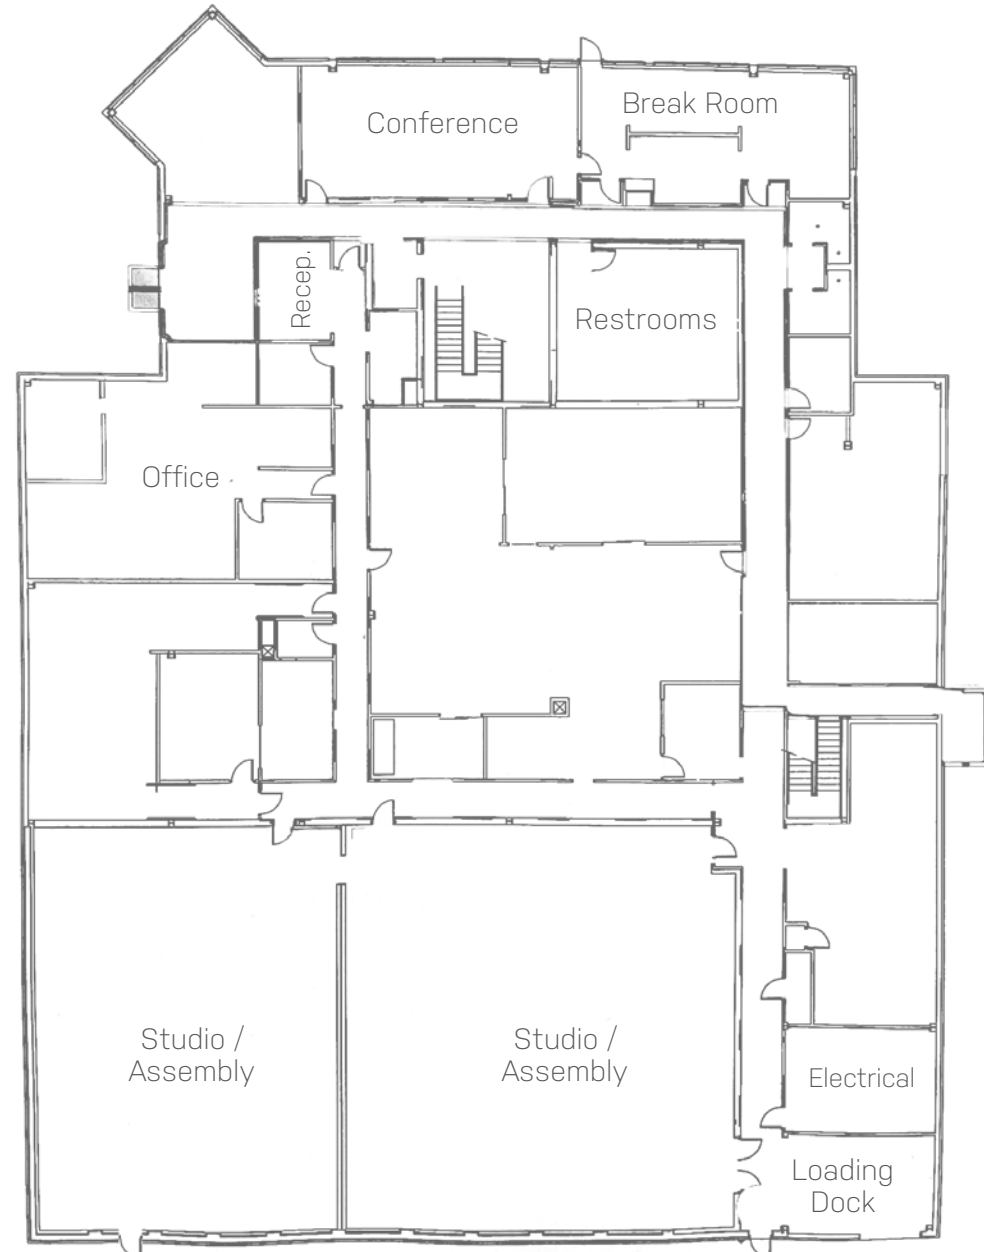 Break Room
Conference
Recep.
Restrooms
Office
Studio /
Assembly
Studio /
Assembly
Electrical
Loading
Dock